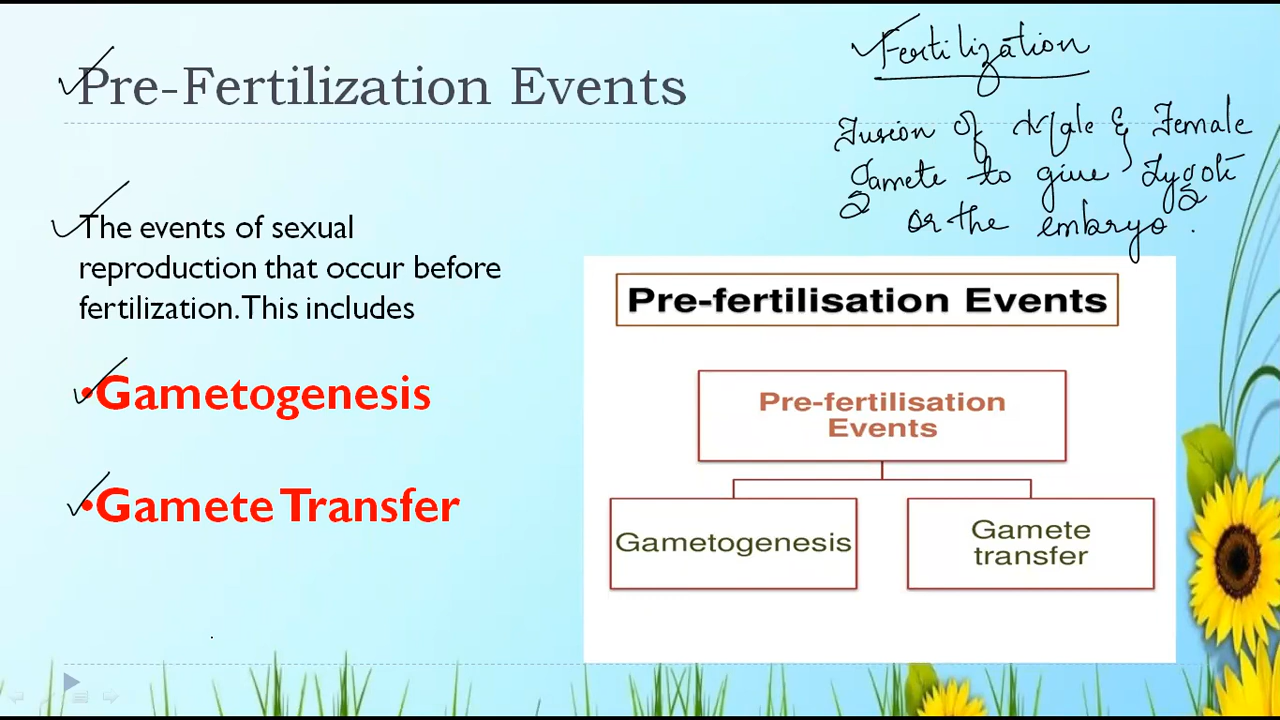 Pre-Fertilization Events
Fertilization
Fusion of Male & Female
Gamete to give Zygote
or the embryo.
The events of sexual
reproduction that occur before
fertilization. This includes
•Gametogenesis
•Gamete Transfer
Pre-fertilisation Events
Pre-fertilisation
Events
Gametogenesis
Gamete
transfer